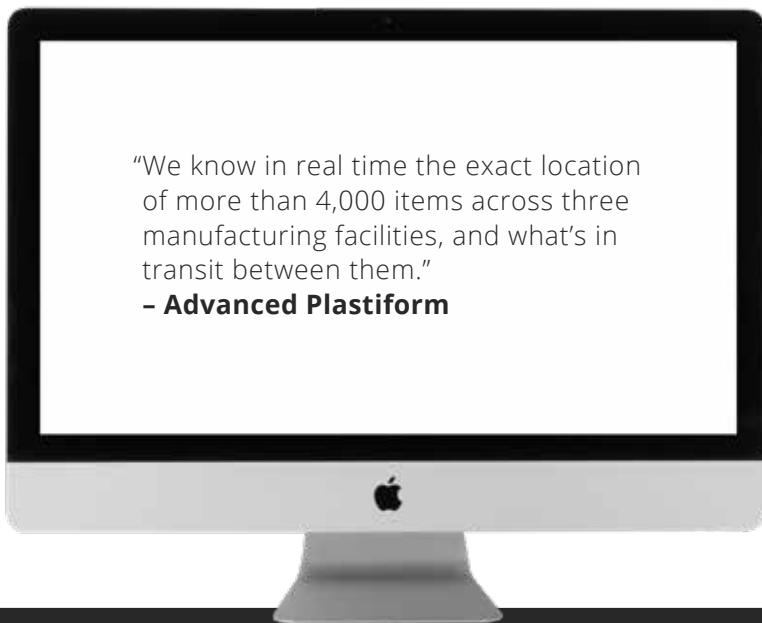 “We know in real time the exact location
of more than 4,000 items across three
manufacturing facilities, and what’s in
transit between them.”
– Advanced Plastiform